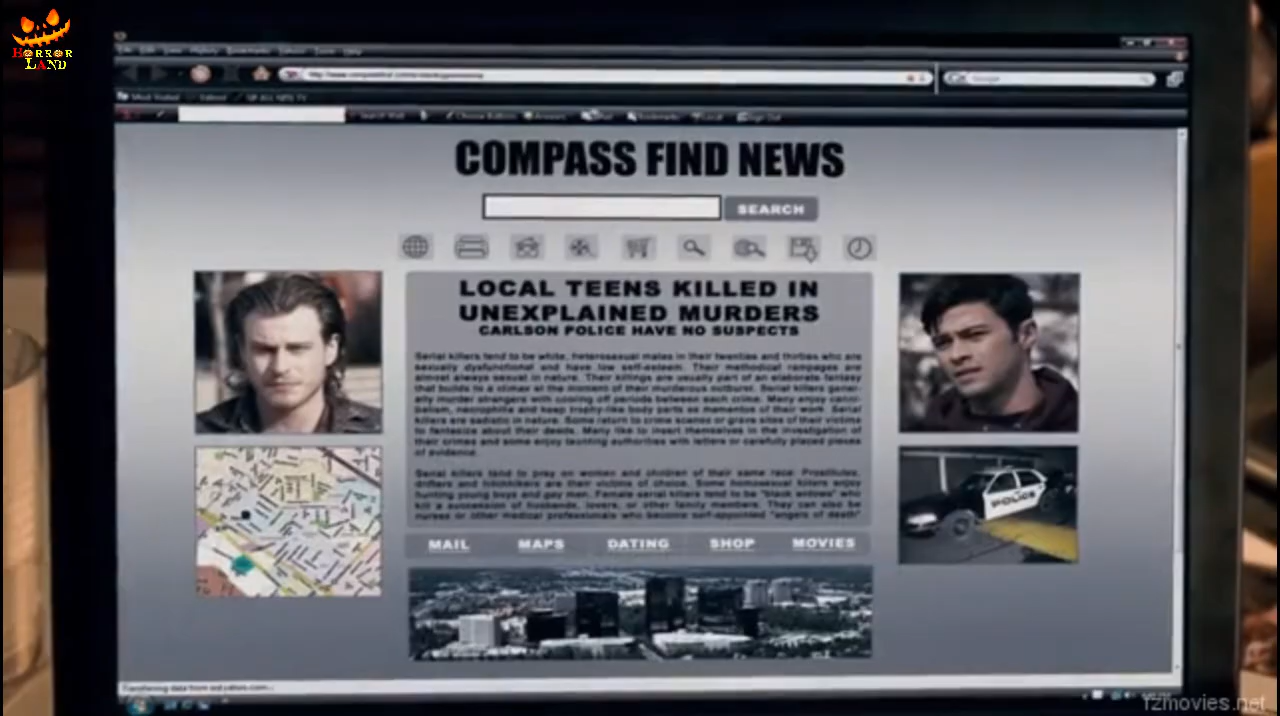 HORROR
LAND
Most Visited
Google
COMPASS FIND NEWS
SEARCH
LOCAL TEENS KILLED IN
UNEXPLAINED MURDERS
CARLSON POLICE HAVE NO SUSPECTS
Serial killers tend to be white, heterosexual males in their twenties and thirties who are
sexually dysfunctional and have low self-esteem. Their methodical rampages are
almost always sexual in nature. Their killings are usually part of an elaborate fantasy
that builds to a climax at the moment of their murderous outburst. Serial killers gener-
ally murder strangers with cooling off periods between each crime. Many enjoy canni-
balism, necrophilia and keep trophy-like body parts as mementos of their work. Serial
killers are sadistic in nature. Some return to crime scenes or grave sites of their victims
to fantasize about their deeds. Many like to insert themselves in the investigation of
their crimes and some enjoy taunting authorities with letters or carefully placed pieces
of evidence.
Serial killers tend to prey on women and children of their same race. Prostitutes,
drifters and hitchhikers are their victims of choice. Some homosexual killers enjoy
hunting young boys and gay men. Female serial killers tend to be "black widows" who
kill a succession of husbands, lovers, or other family members. They can also be
nurses or other medical professionals who become self-appointed "angels of death"
POLICE
MAIL MAPS DATING SHOP MOVIES
fzmovies.net